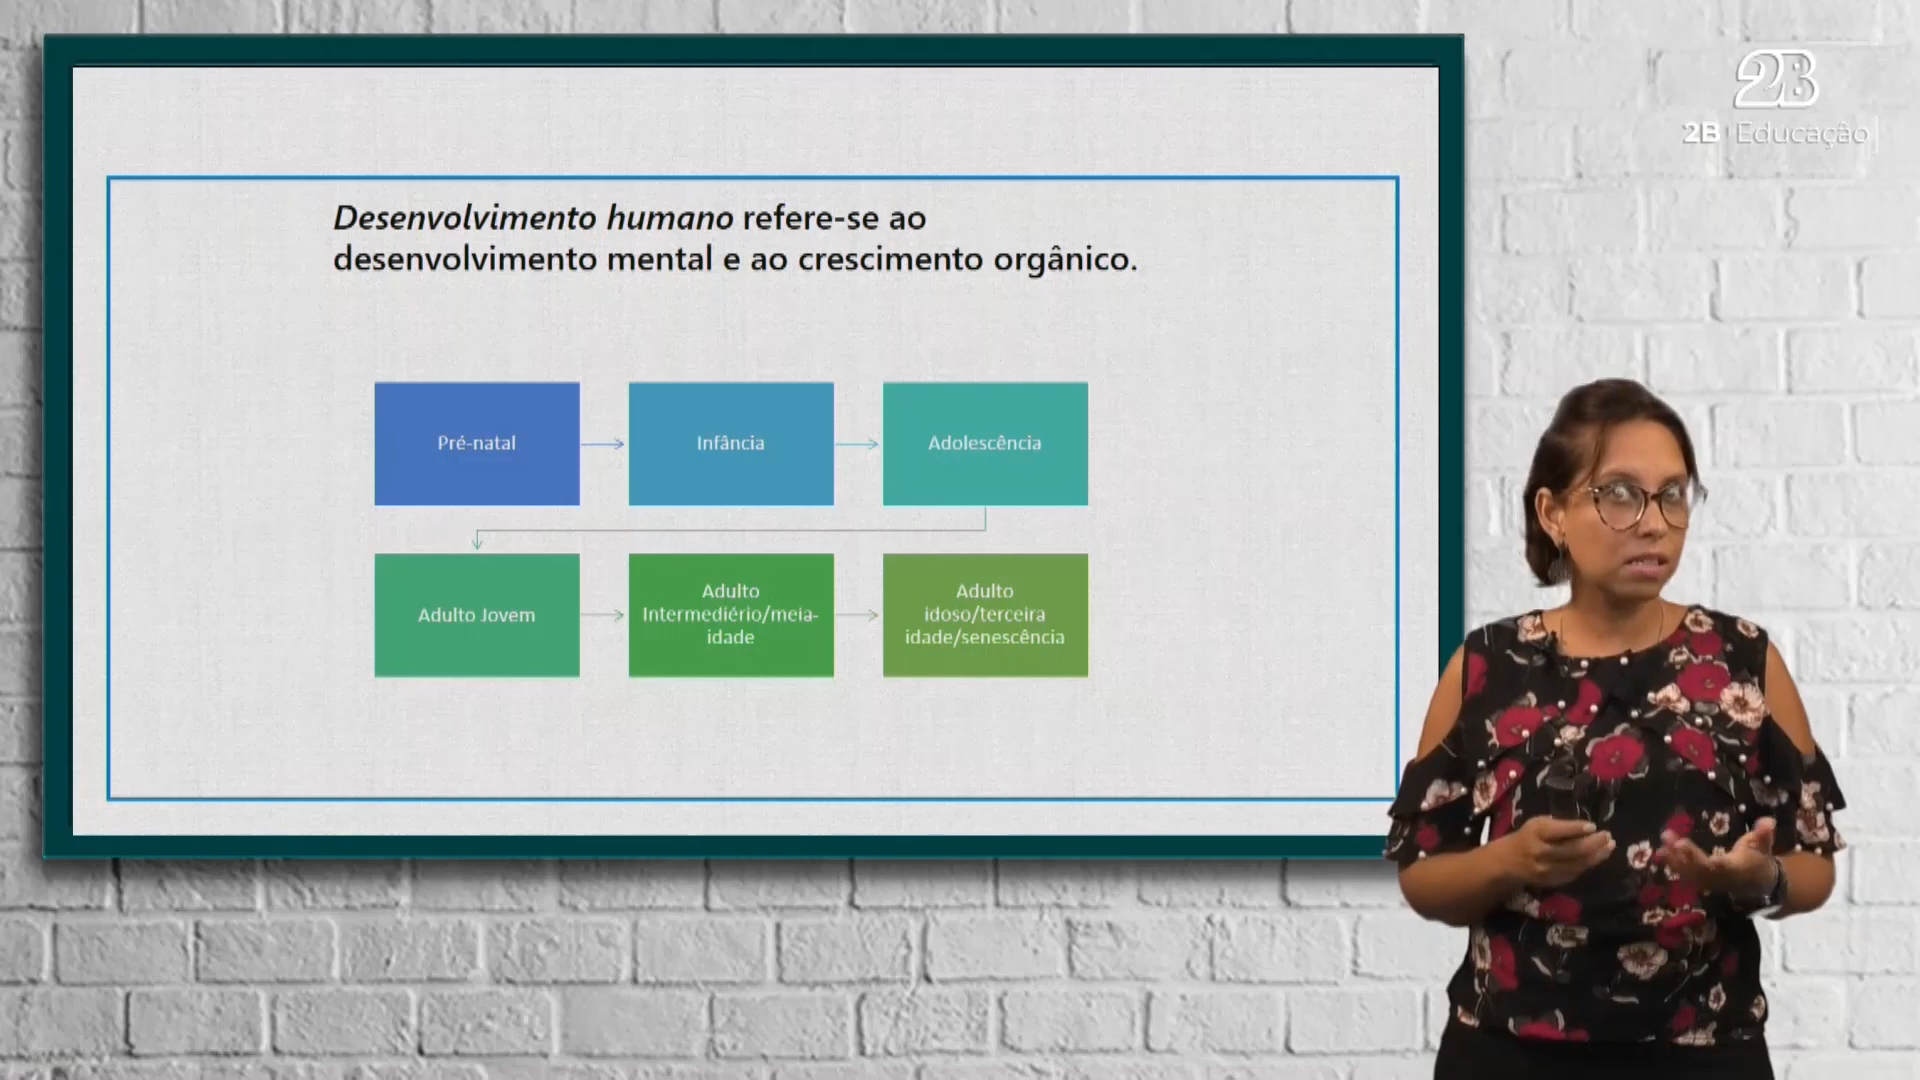 2B
2B Educação
Desenvolvimento humano refere-se ao
desenvolvimento mental e ao crescimento orgânico.
Pré-natal
Infância
Adolescência
Adulto Jovem
Adulto
Intermediério/meia-
idade
Adulto
idoso/terceira
idade/senescência